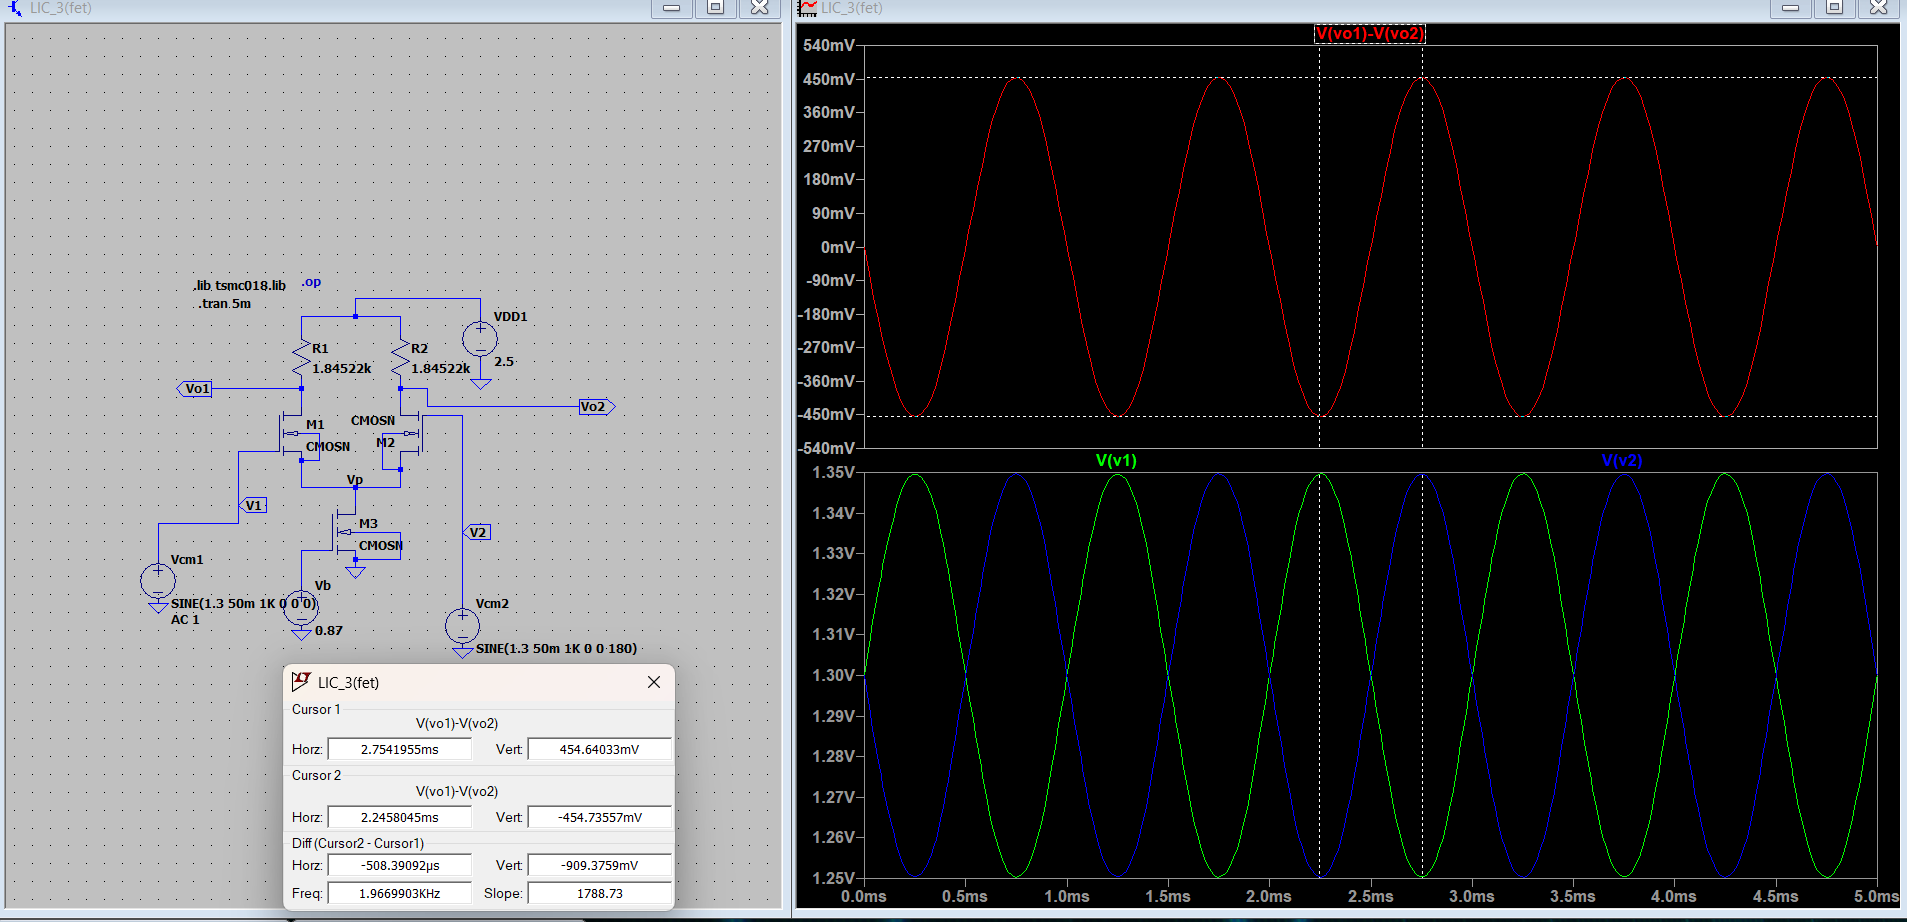 LIC_3(fet)
.lib tsmc018.lib
.op
.tran 5m
VDD1
2.5
R1
1.84522k
R2
1.84522k
Vo1
Vo2
M1
CMOSN
CMOSN
M2
Vp
V1
M3
CMOSN
V2
Vcm1
SINE(1.3 50m 1K 0 0 0)
AC 1
Vb
0.87
Vcm2
SINE(1.3 50m 1K 0 0 180)
LIC_3(fet)
Cursor 1
V(vo1)-V(vo2)
Horz: 2.7541955ms Vert: 454.64033mV
Cursor 2
V(vo1)-V(vo2)
Horz: 2.2458045ms Vert: -454.73557mV
Diff (Cursor2 - Cursor1)
Horz: -508.39092µs Vert: -909.3759mV
Freq: 1.9669903KHz Slope: 1788.73
LIC_3(fet)
V(vo1)-V(vo2)
540mV
450mV
360mV
270mV
180mV
90mV
0mV
-90mV
-180mV
-270mV
-360mV
-450mV
-540mV
V(v1) V(v2)
1.35V
1.34V
1.33V
1.32V
1.31V
1.30V
1.29V
1.28V
1.27V
1.26V
1.25V
0.0ms 0.5ms 1.0ms 1.5ms 2.0ms 2.5ms 3.0ms 3.5ms 4.0ms 4.5ms 5.0ms